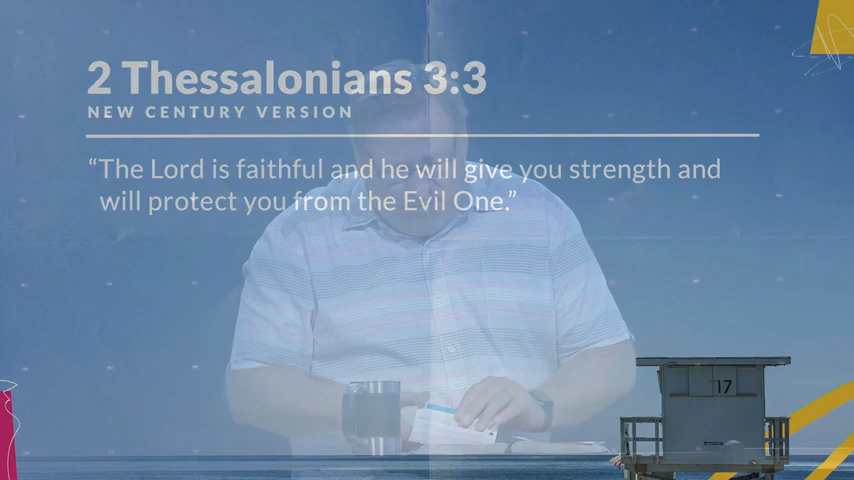 2 Thessalonians 3:3
NEW CENTURY VERSION
“The Lord is faithful and he will give you strength and
will protect you from the Evil One.”
17